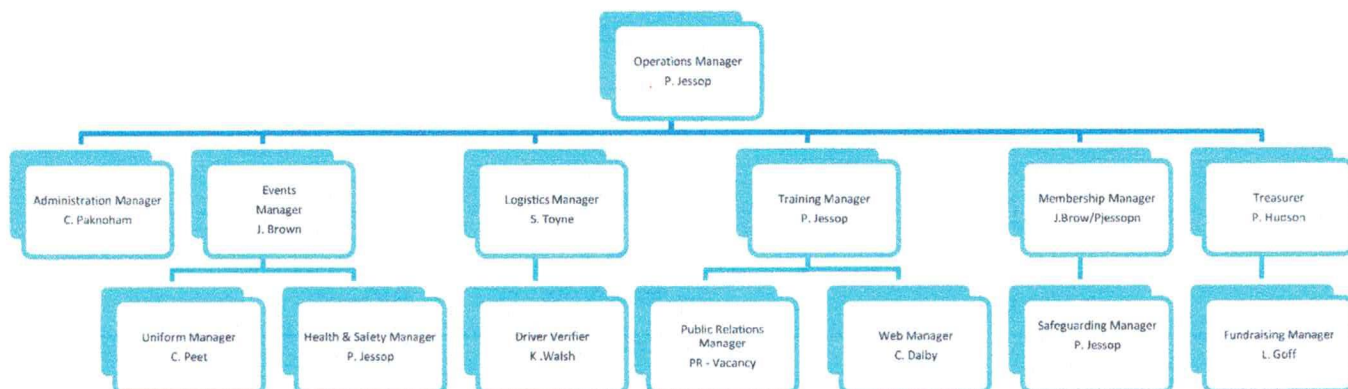 Operations Manager
P. Jessop
Administration Manager
C. Paknoham
Events
Manager
J. Brown
Logistics Manager
S. Toyne
Training Manager
P. Jessop
Membership Manager
J.Brow/Pjessopn
Treasurer
P. Hudson
Uniform Manager
C. Peet
Health & Safety Manager
P. Jessop
Driver Verifier
K .Walsh
Public Relations
Manager
PR - Vacancy
Web Manager
C. Dalby
Safeguarding Manager
P. Jessop
Fundraising Manager
L. Goff